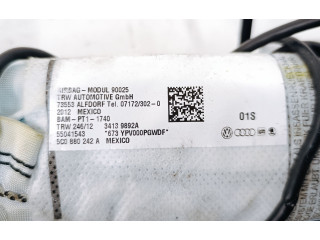 AIRBAG-MODUL 90025
TRW AUTOMOTIVE GmbH
73553 ALFDORF Tel. 07172/302-0
2012 MEXICO
BAM-PT1-1740
TRW 246/12 3413 9892A
55041543 *673 YPV000PGWDF*
5C0 880 242 A MEXICO
01S